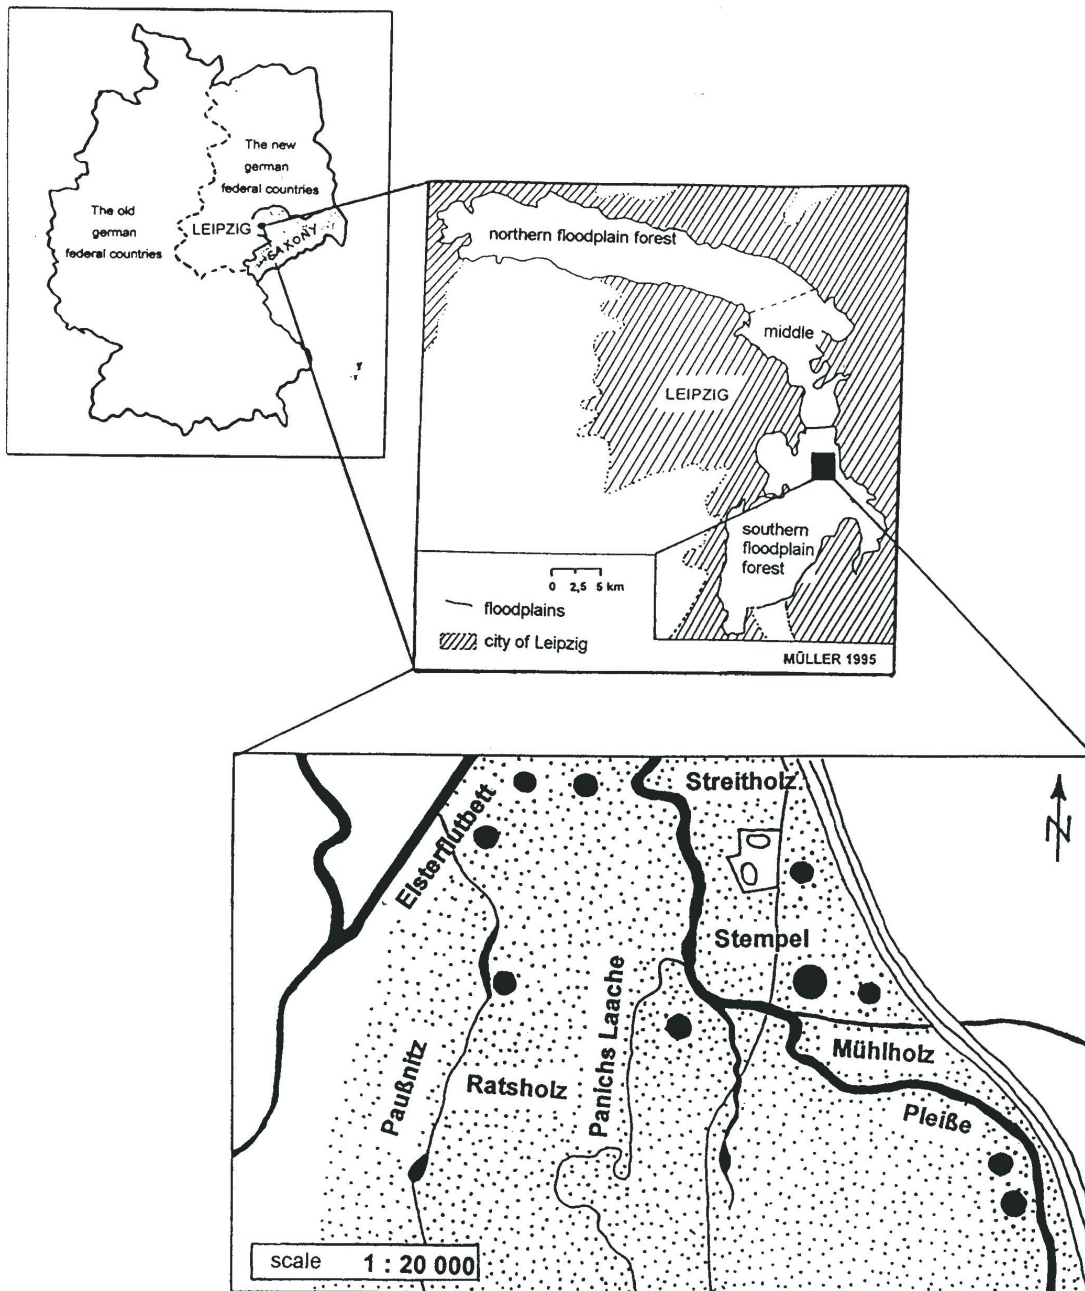 The new
german
federal countries
The old
german
federal countries
LEIPZIG
SAXONY
northern floodplain forest
middle
LEIPZIG
southern
floodplain
forest
0 2,5 5 km
floodplains
city of Leipzig
MÜLLER 1995
Streitholz
Elsterflutbett
N
Stempel
Panichs Laache
Mühlholz
Paußnitz
Ratsholz
Pleiße
scale 1 : 20 000